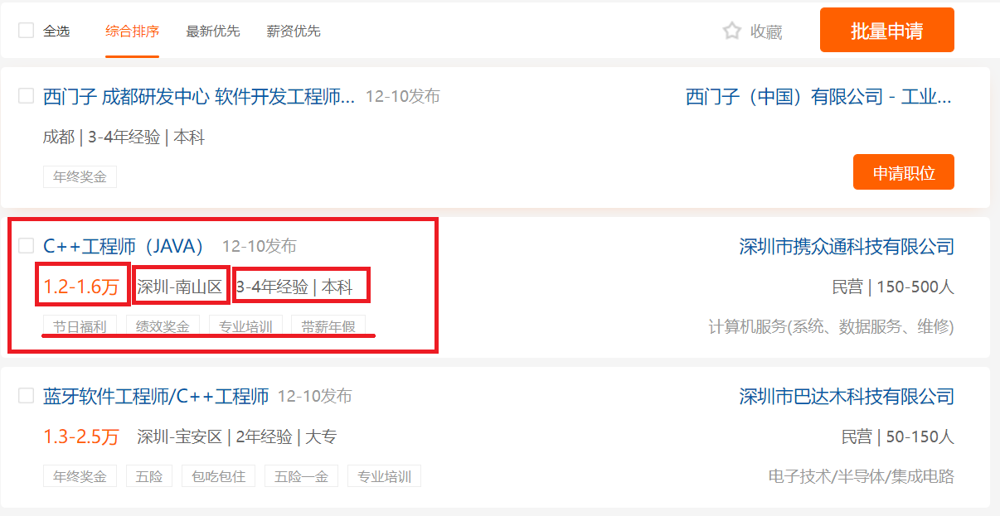 全选 综合排序 最新优先 薪资优先 收藏 批量申请
西门子 成都研发中心 软件开发工程师... 12-10发布 西门子（中国）有限公司 - 工业...
成都 | 3-4年经验 | 本科
年终奖金 申请职位
C++工程师（JAVA） 12-10发布 深圳市携众通科技有限公司
1.2-1.6万 深圳-南山区 3-4年经验 | 本科 民营 | 150-500人
节日福利 绩效奖金 专业培训 带薪年假 计算机服务(系统、数据服务、维修)
蓝牙软件工程师/C++工程师 12-10发布 深圳市巴达木科技有限公司
1.3-2.5万 深圳-宝安区 | 2年经验 | 大专 民营 | 50-150人
年终奖金 五险 包吃包住 五险一金 专业培训 电子技术/半导体/集成电路